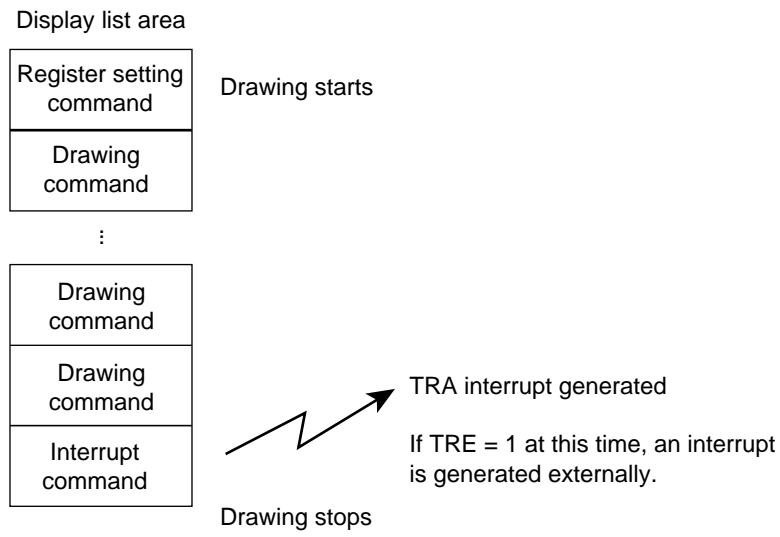 Display list area
Register setting
command
Drawing starts
Drawing
command
...
Drawing
command
Drawing
command
TRA interrupt generated
If TRE = 1 at this time, an interrupt
is generated externally.
Interrupt
command
Drawing stops